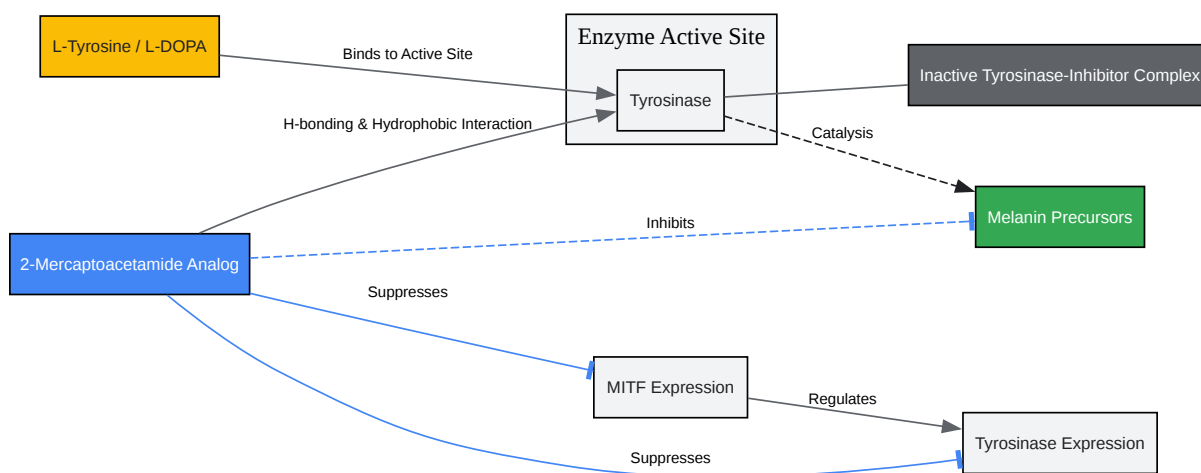 L-Tyrosine / L-DOPA
Binds to Active Site
Enzyme Active Site
Tyrosinase
Inactive Tyrosinase-Inhibitor Complex
H-bonding & Hydrophobic Interaction
Catalysis
Melanin Precursors
Inhibits
2-Mercaptoacetamide Analog
Suppresses
MITF Expression
Regulates
Tyrosinase Expression
Suppresses